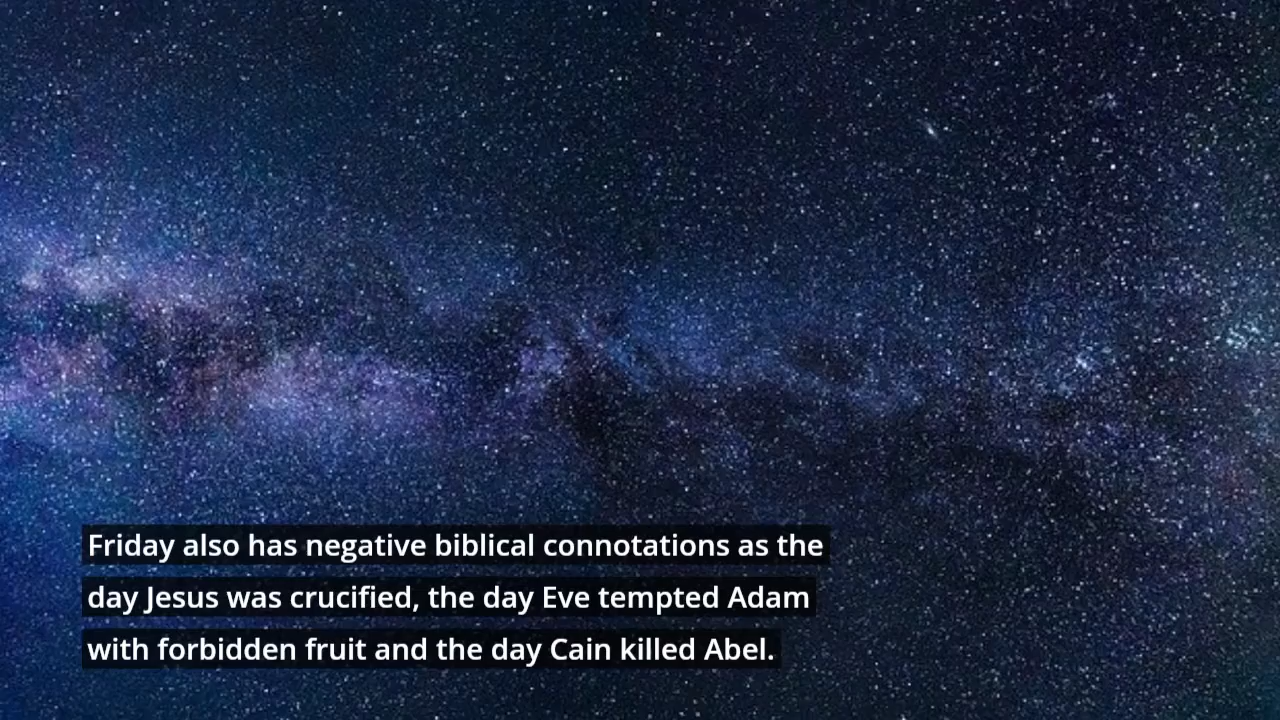 Friday also has negative biblical connotations as the
day Jesus was crucified, the day Eve tempted Adam
with forbidden fruit and the day Cain killed Abel.